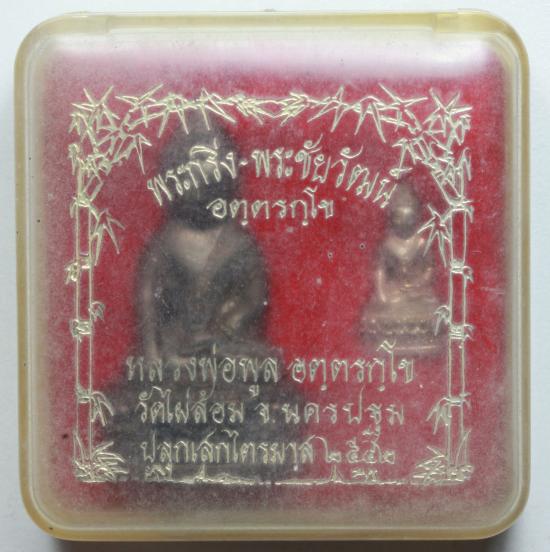 พระกริ่ง-พระชัยวัฒน์
อตฺตรกฺโข
หลวงพ่อพูล อตฺตรกฺโข
วัดไผ่ล้อม จ.นครปฐม
ปลุกเสกไตรมาส ๒๕๔๒